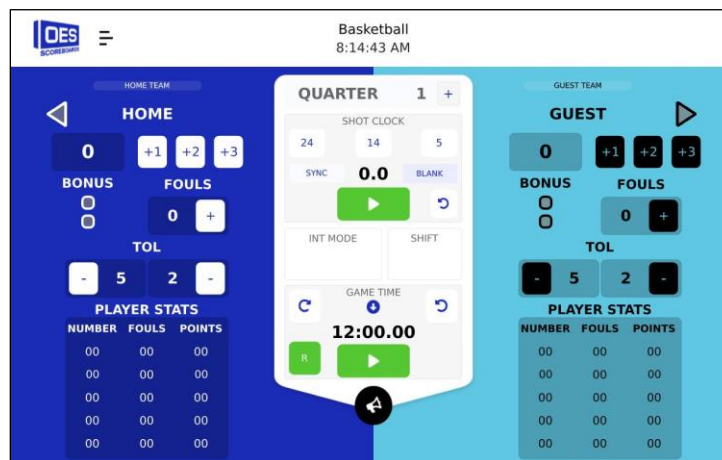 OES
SCOREBOARDS
Basketball
8:14:43 AM
HOME TEAM
HOME
0 +1 +2 +3
BONUS FOULS
0 +
TOL
- 5 2 -
PLAYER STATS
NUMBER FOULS POINTS
00 00 00
00 00 00
00 00 00
00 00 00
00 00 00
QUARTER 1 +
SHOT CLOCK
24 14 5
SYNC 0.0 BLANK
INT MODE SHIFT
GAME TIME
12:00.00
R
GUEST TEAM
GUEST
0 +1 +2 +3
BONUS FOULS
0 +
TOL
- 5 2 -
PLAYER STATS
NUMBER FOULS POINTS
00 00 00
00 00 00
00 00 00
00 00 00
00 00 00